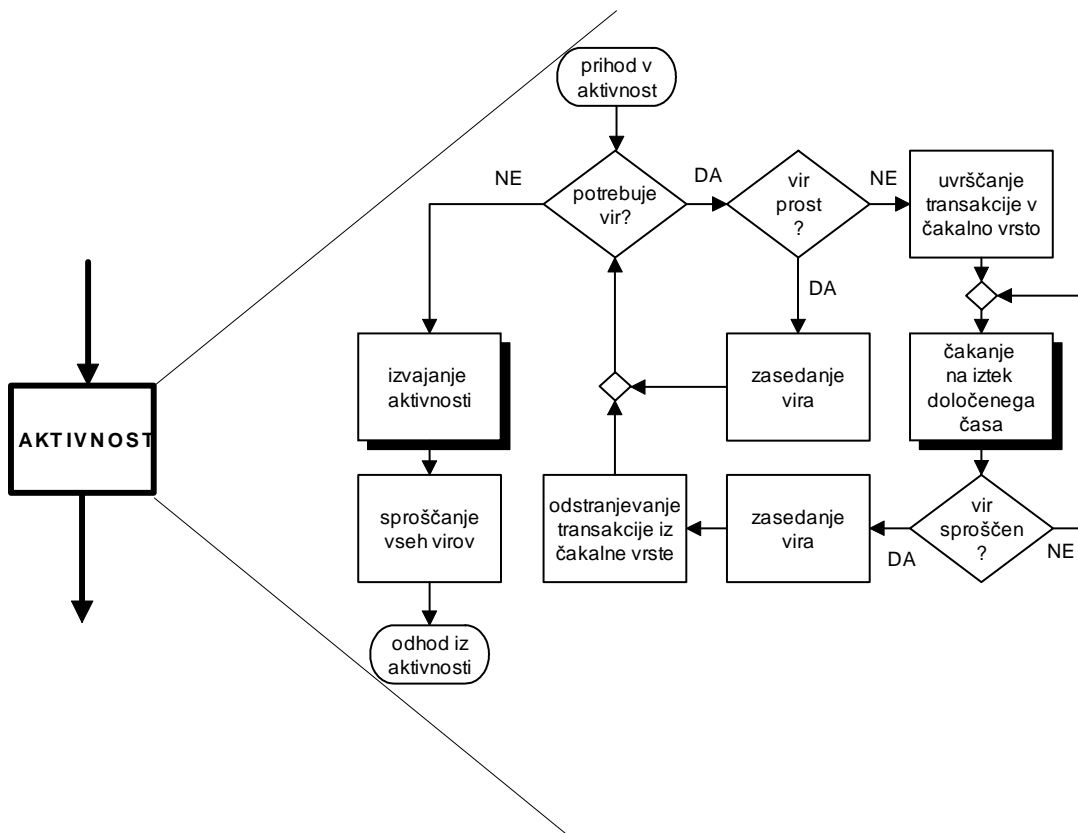 prihod v
aktivnost
NE
potrebuje
vir?
DA
vir
prost
?
NE
uvrščanje
transakcije v
čakalno vrsto
DA
AKTIVNOST
izvajanje
aktivnosti
zasedanje
vira
čakanje
na iztek
določenega
časa
sproščanje
vseh virov
odstranjevanje
transakcije iz
čakalne vrste
zasedanje
vira
DA
vir
sproščen
?
NE
odhod iz
aktivnosti